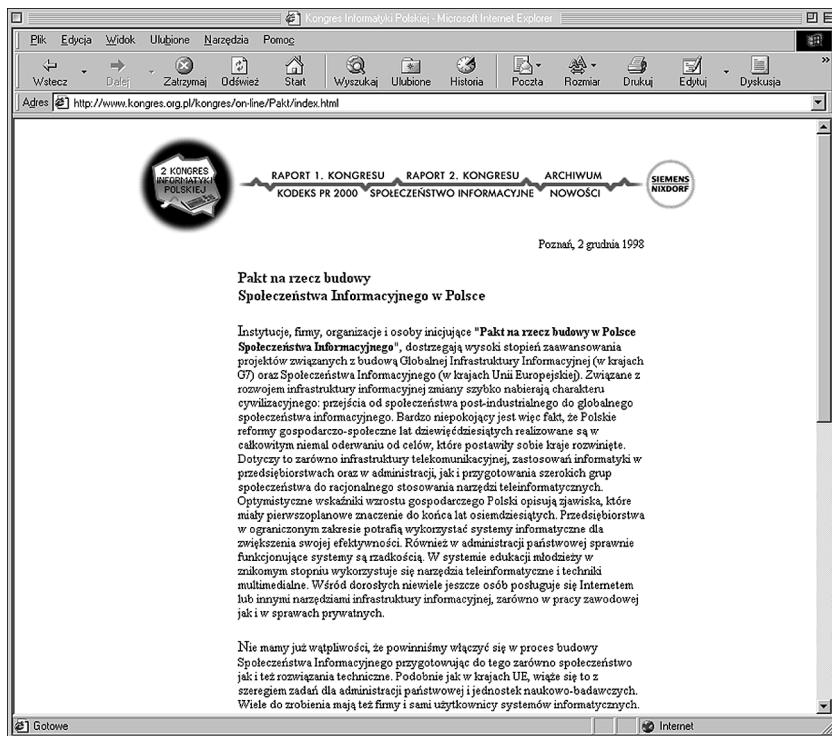 Kongres Informatyki Polskiej - Microsoft Internet Explorer
Plik Edycja Widok Ulubione Narzędzia Pomoc
Wstecz Dalej Zatrzymaj Odśwież Start Wyszukaj Ulubione Historia Poczta Rozmiar Drukuj Edytuj Dyskusja
Adres http://www.kongres.org.pl/kongres/on-line/Pakt/index.html
2 KONGRES
INFORMATYKI
POLSKIEJ
RAPORT 1. KONGRESU RAPORT 2. KONGRESU ARCHIWUM
KODEKS PR 2000 SPOŁECZEŃSTWO INFORMACYJNE NOWOŚCI
SIEMENS
NIXDORF
Poznań, 2 grudnia 1998
Pakt na rzecz budowy
Społeczeństwa Informacyjnego w Polsce
Instytucje, firmy, organizacje i osoby inicjujące "Pakt na rzecz budowy w Polsce
Społeczeństwa Informacyjnego", dostrzegają wysoki stopień zaawansowania
projektów związanych z budową Globalnej Infrastruktury Informacyjnej (w krajach
G7) oraz Społeczeństwa Informacyjnego (w krajach Unii Europejskiej). Związane z
rozwojem infrastruktury informacyjnej zmiany szybko nabierają charakteru
cywilizacyjnego: przejścia od społeczeństwa post-industrialnego do globalnego
społeczeństwa informacyjnego. Bardzo niepokojący jest więc fakt, że Polskie
reformy gospodarczo-społeczne lat dziewięćdziesiątych realizowane są w
całkowitym niemal oderwaniu od celów, które postawiły sobie kraje rozwinięte.
Dotyczy to zarówno infrastruktury telekomunikacyjnej, zastosowań informatyki w
przedsiębiorstwach oraz w administracji, jak i przygotowania szerokich grup
społeczeństwa do racjonalnego stosowania narzędzi teleinformatycznych.
Optymistyczne wskaźniki wzrostu gospodarczego Polski opisują zjawiska, które
miały pierwszoplanowe znaczenie do końca lat osiemdziesiątych. Przedsiębiorstwa
w ograniczonym zakresie potrafią wykorzystać systemy informatyczne dla
zwiększenia swojej efektywności. Również w administracji państwowej sprawnie
funkcjonujące systemy są rzadkością. W systemie edukacji młodzieży w
znikomym stopniu wykorzystuje się narzędzia teleinformatyczne i techniki
multimedialne. Wśród dorosłych niewiele jeszcze osób posługuje się Internetem
lub innymi narzędziami infrastruktury informacyjnej, zarówno w pracy zawodowej
jak i w sprawach prywatnych.
Nie mamy już wątpliwości, że powinniśmy włączyć się w proces budowy
Społeczeństwa Informacyjnego przygotowując do tego zarówno społeczeństwo
jak i też rozwiązania techniczne. Podobnie jak w krajach UE, wiąże się to z
szeregiem zadań dla administracji państwowej i jednostek naukowo-badawczych.
Wiele do zrobienia mają też firmy i sami użytkownicy systemów informatycznych.
Gotowe Internet